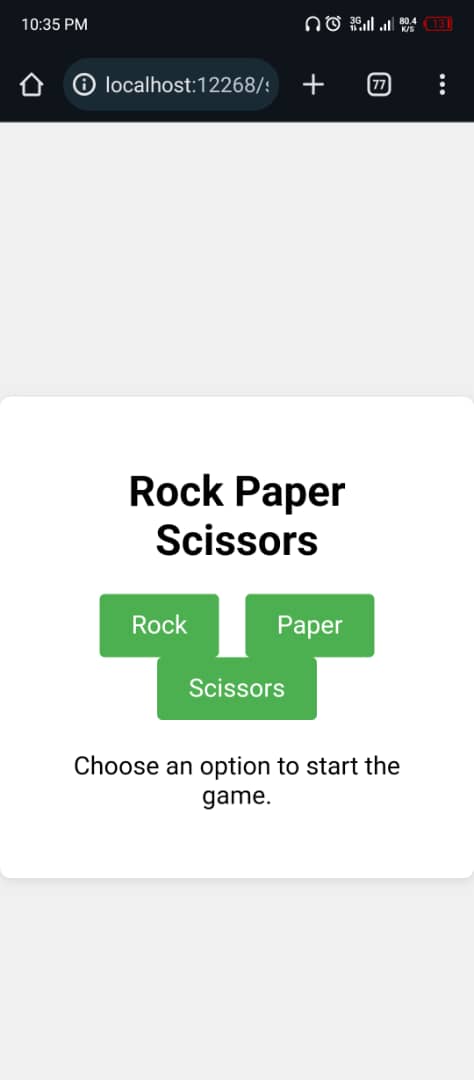 10:35 PM
3G
80.4
K/S
13
localhost:12268/
77
Rock Paper
Scissors
Rock
Paper
Scissors
Choose an option to start the
game.